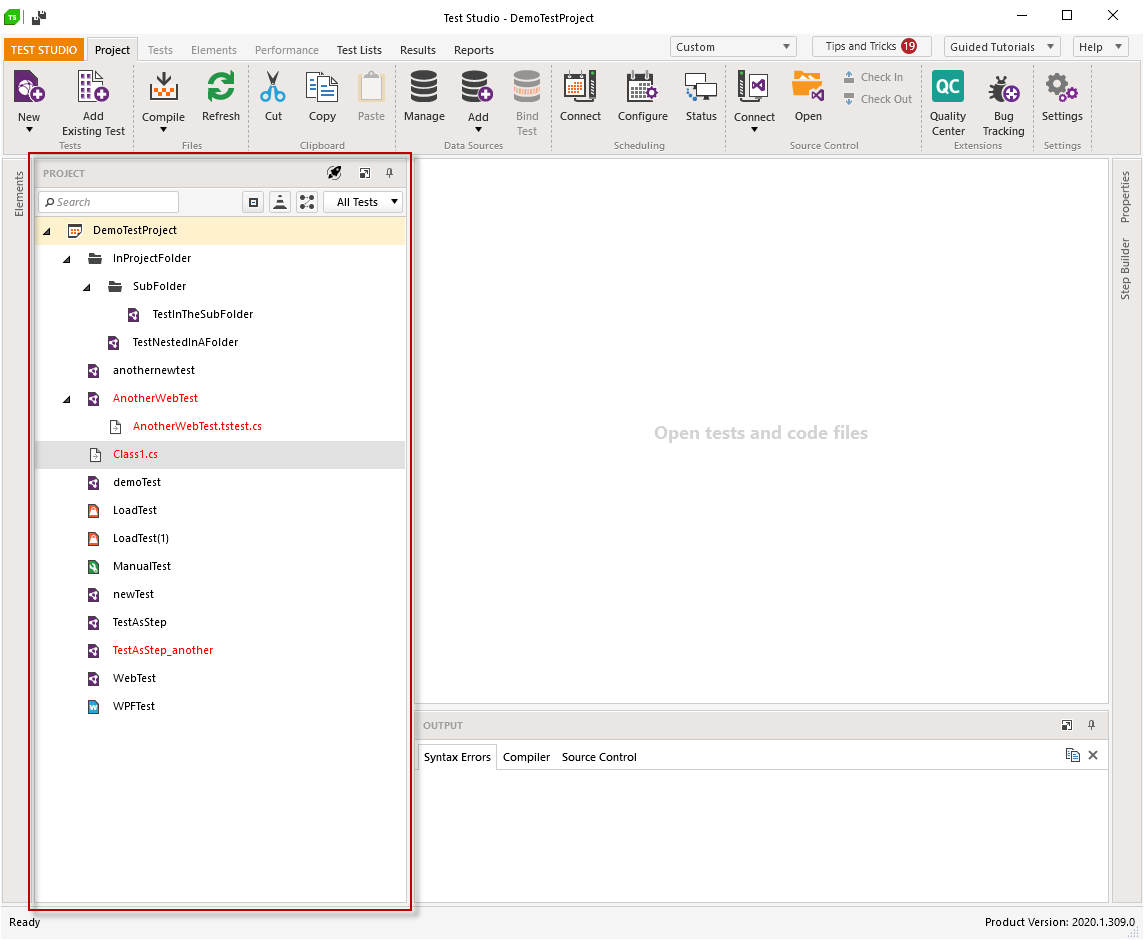 TS
Test Studio - DemoTestProject
TEST STUDIO
Project
Tests
Elements
Performance
Test Lists
Results
Reports
Custom
Tips and Tricks 19
Guided Tutorials
Help
New
Add
Existing Test
Tests
Compile
Refresh
Files
Cut
Copy
Paste
Clipboard
Manage
Add
Bind
Test
Data Sources
Connect
Configure
Status
Scheduling
Connect
Open
Check In
Check Out
Source Control
QC
Quality
Center
Bug
Tracking
Extensions
Settings
Settings
Elements
PROJECT
Search
All Tests
DemoTestProject
InProjectFolder
SubFolder
TestInTheSubFolder
TestNestedInAFolder
anothernewtest
AnotherWebTest
AnotherWebTest.tstest.cs
Class1.cs
demoTest
LoadTest
LoadTest(1)
ManualTest
newTest
TestAsStep
TestAsStep_another
WebTest
W
WPFTest
Open tests and code files
Properties
Step Builder
OUTPUT
Syntax Errors
Compiler
Source Control
Ready
Product Version: 2020.1.309.0